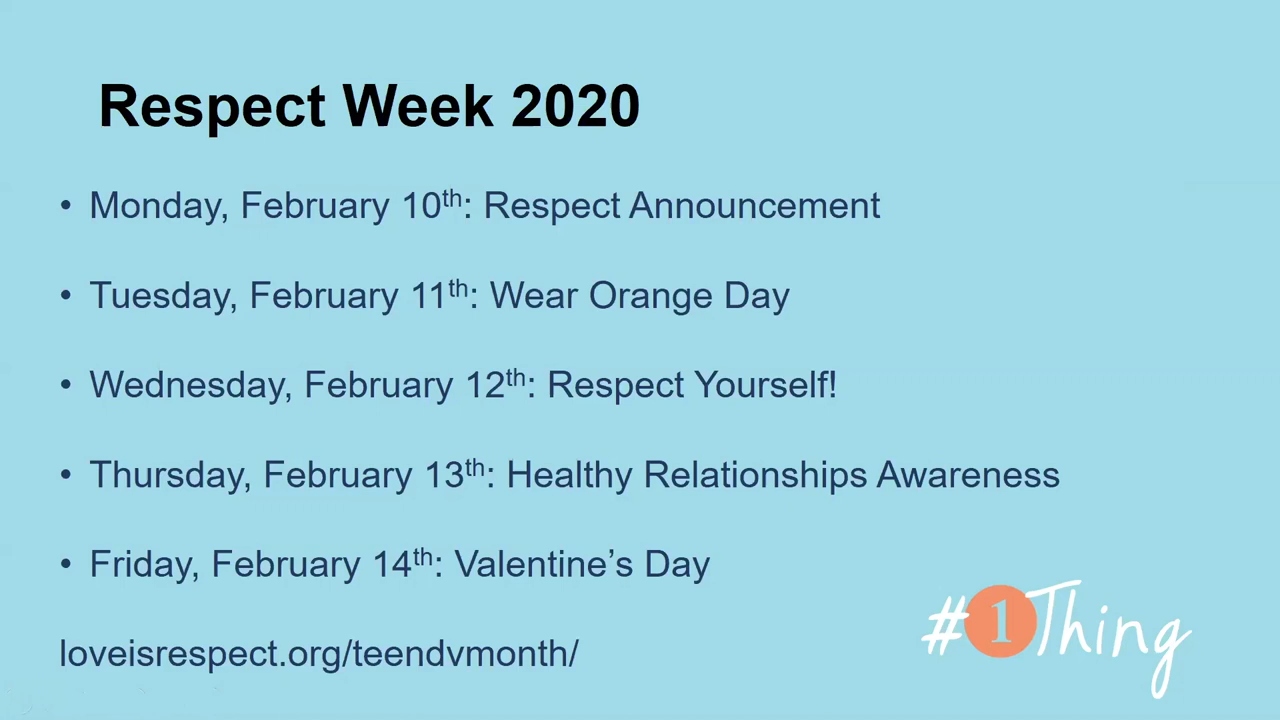 Respect Week 2020
• Monday, February 10th: Respect Announcement
• Tuesday, February 11th: Wear Orange Day
• Wednesday, February 12th: Respect Yourself!
• Thursday, February 13th: Healthy Relationships Awareness
• Friday, February 14th: Valentine’s Day
#1Thing
loveisrespect.org/teendvmonth/